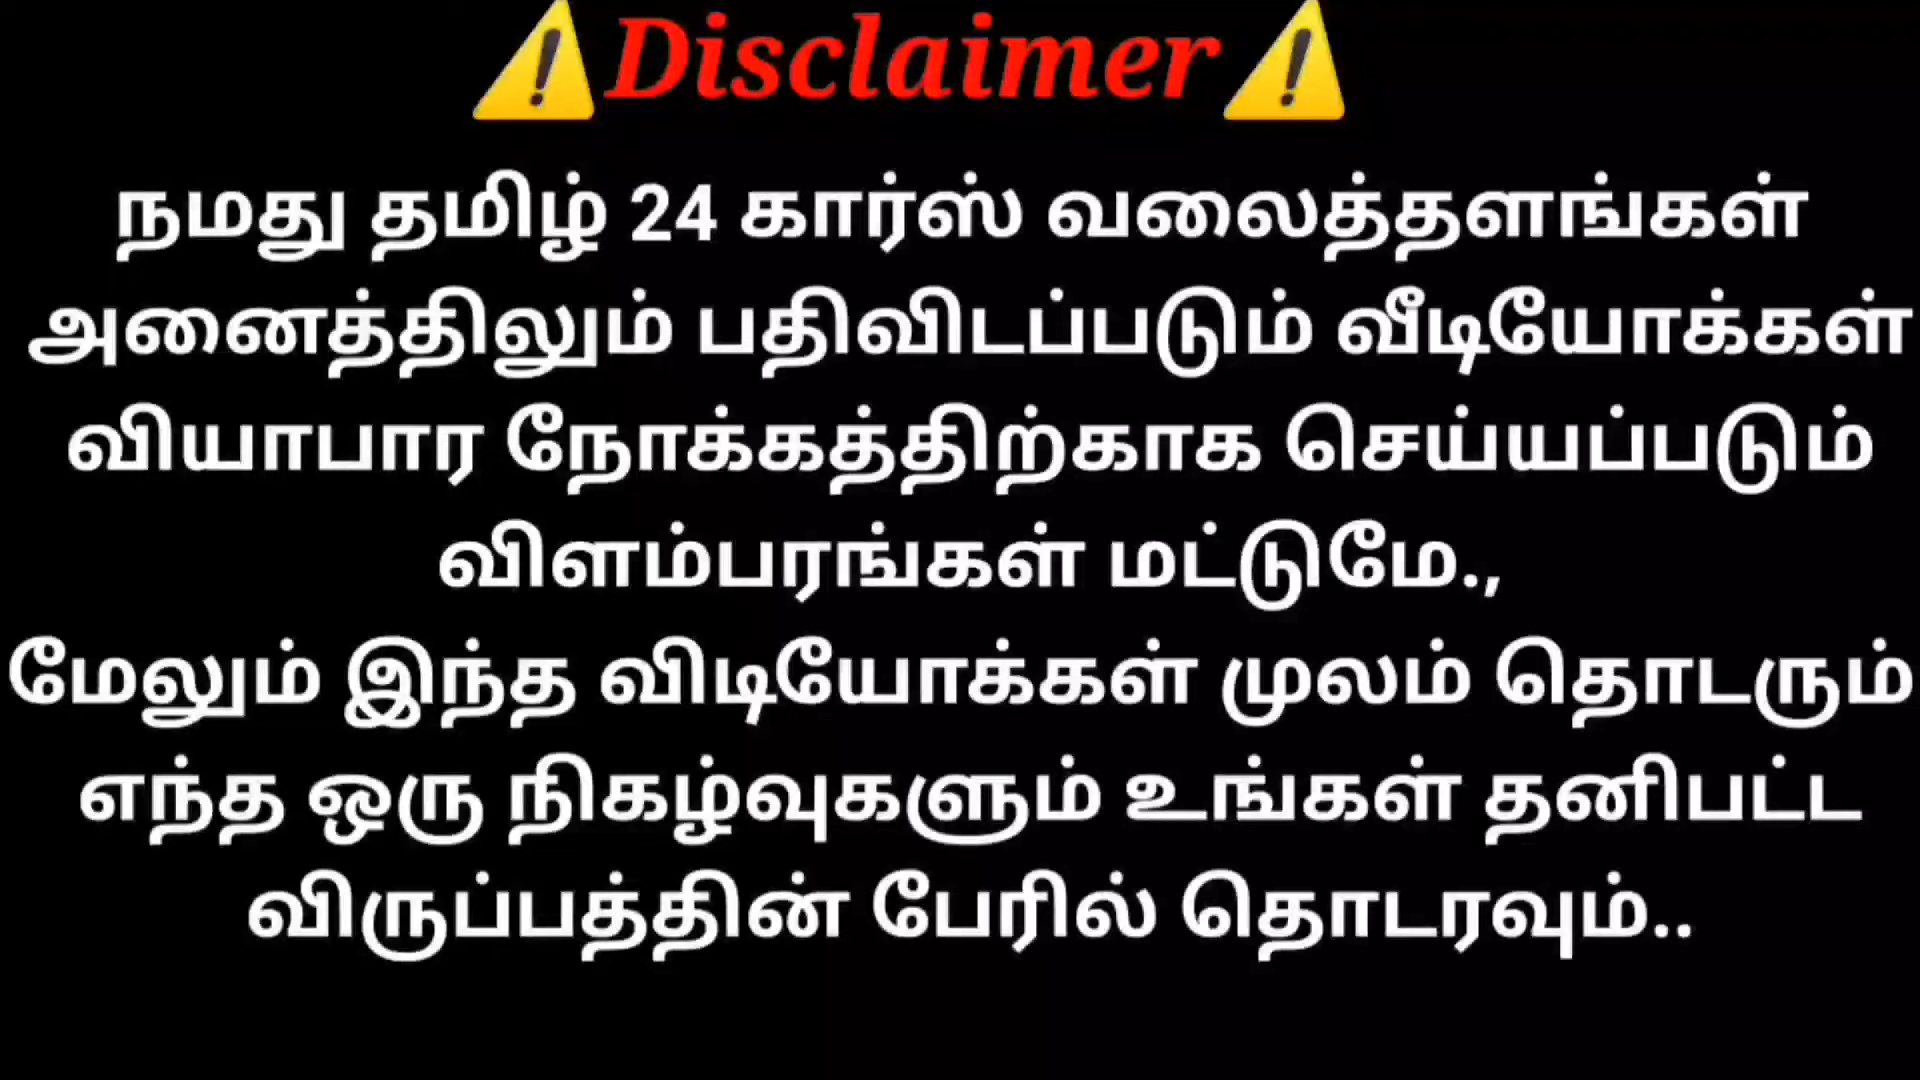 ⚠️Disclaimer⚠️
நமது தமிழ் 24 கார்ஸ் வலைத்தளங்கள்
அனைத்திலும் பதிவிடப்படும் வீடியோக்கள்
வியாபார நோக்கத்திற்காக செய்யப்படும்
விளம்பரங்கள் மட்டுமே.,
மேலும் இந்த விடியோக்கள் முலம் தொடரும்
எந்த ஒரு நிகழ்வுகளும் உங்கள் தனிபட்ட
விருப்பத்தின் பேரில் தொடரவும்..